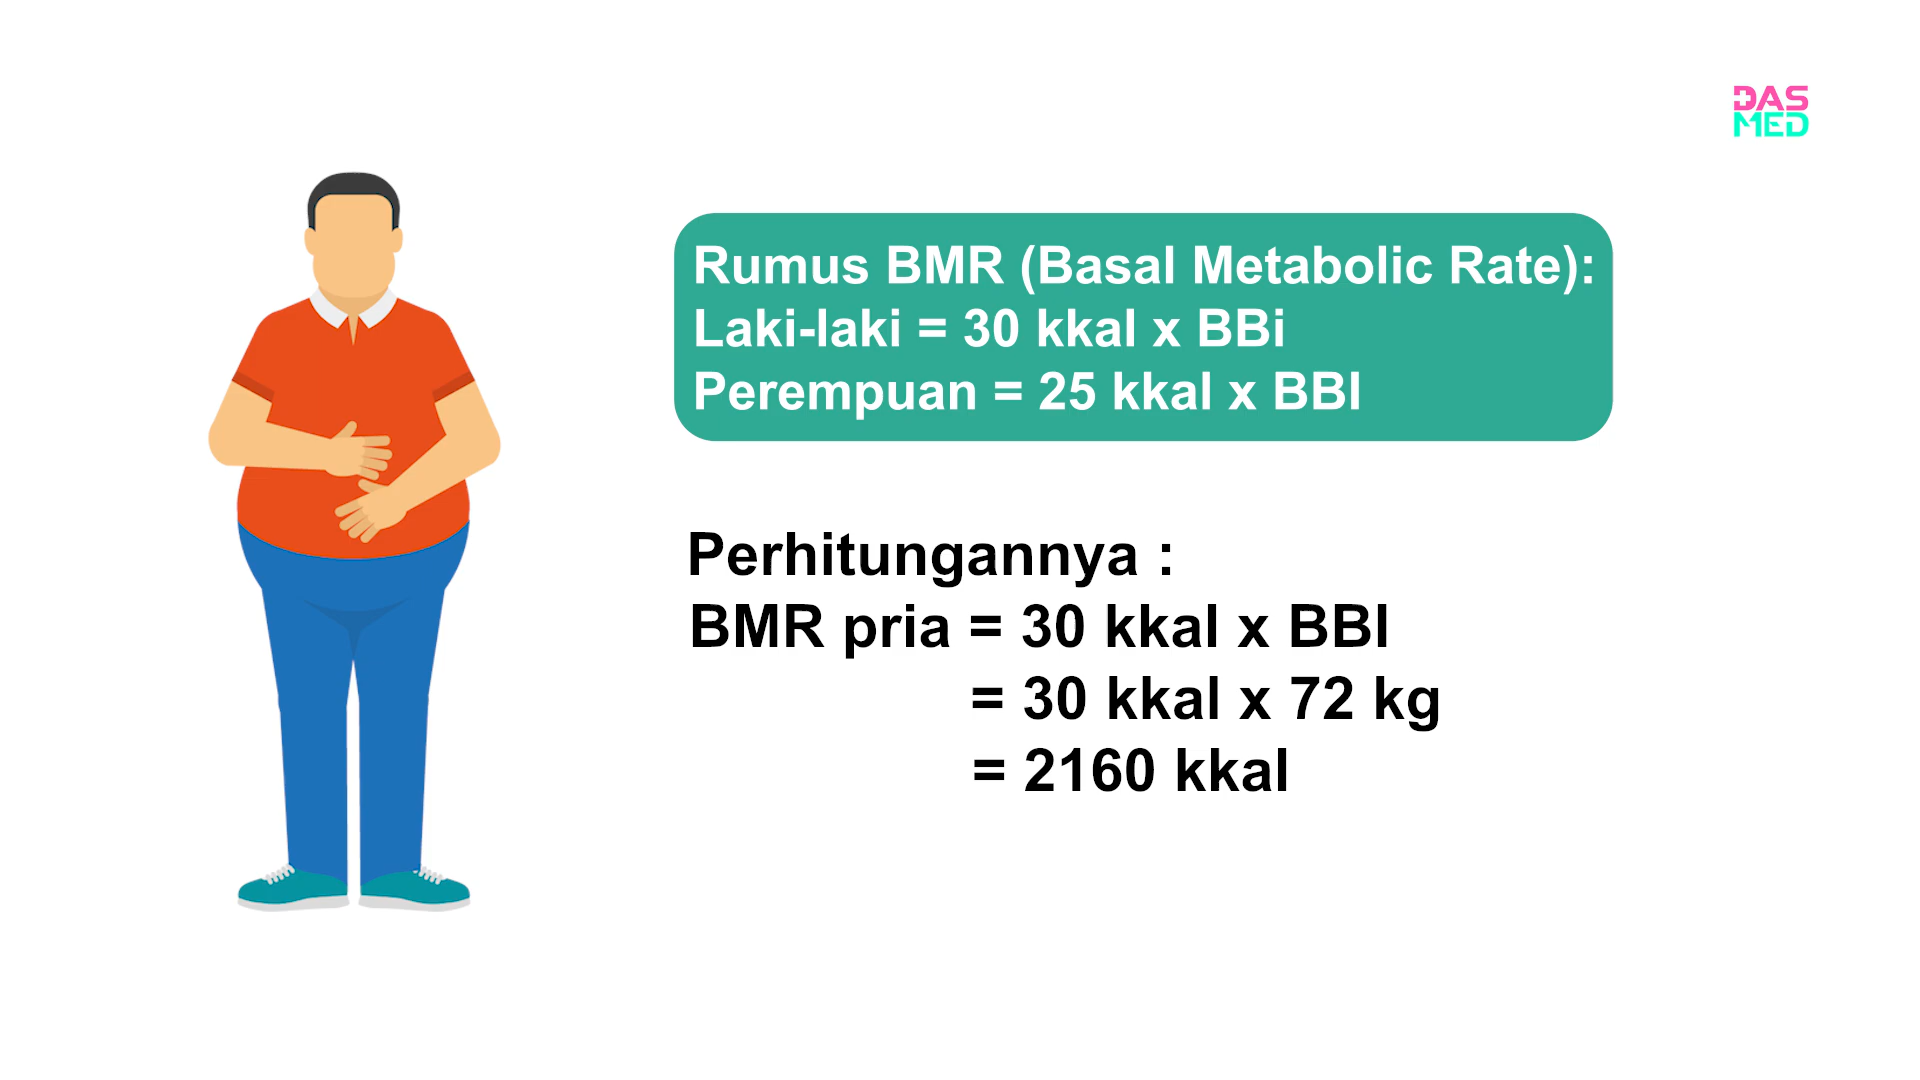 DAS
MED
Rumus BMR (Basal Metabolic Rate):
Laki-laki = 30 kkal x BBi
Perempuan = 25 kkal x BBI
Perhitungannya :
BMR pria = 30 kkal x BBI
= 30 kkal x 72 kg
= 2160 kkal